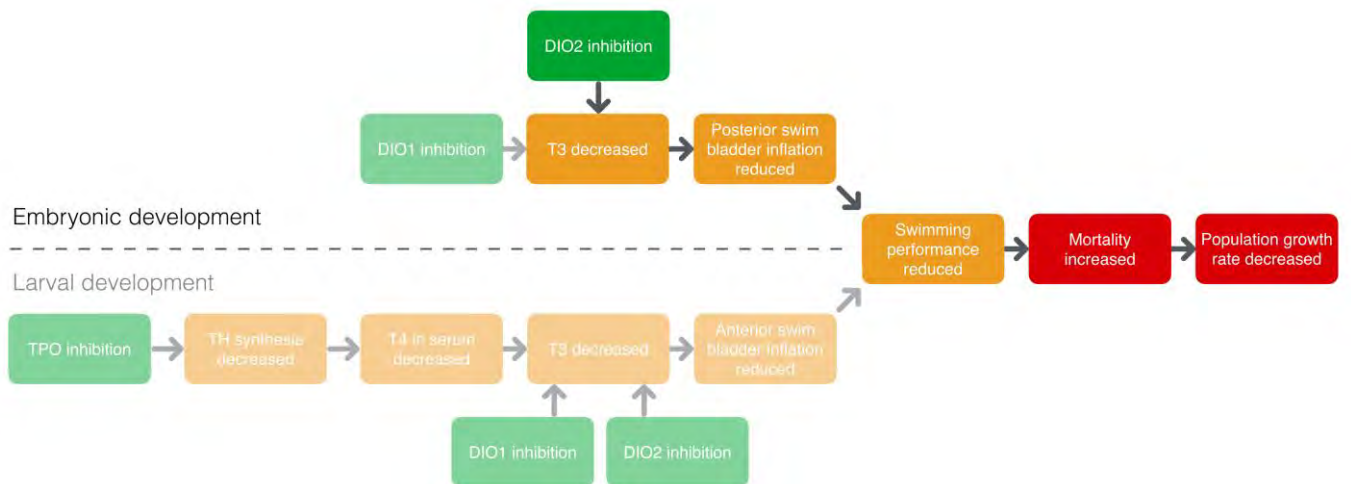 DIO2 inhibition
DIO1 inhibition
T3 decreased
Posterior swim
bladder inflation
reduced
Embryonic development
Swimming
performance
reduced
Mortality
increased
Population growth
rate decreased
Larval development
TPO inhibition
TH synthesis
decreased
T4 in serum
decreased
T3 decreased
Anterior swim
bladder inflation
reduced
DIO1 inhibition
DIO2 inhibition